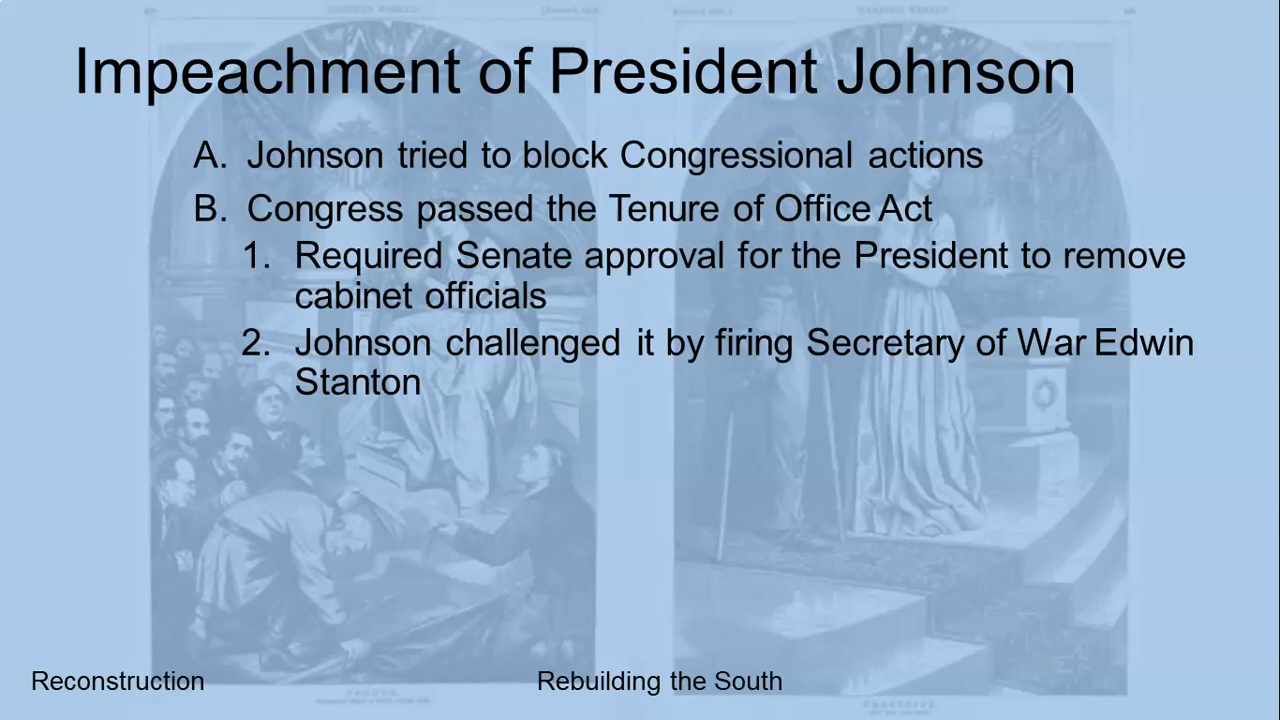 Impeachment of President Johnson
A. Johnson tried to block Congressional actions
B. Congress passed the Tenure of Office Act
1. Required Senate approval for the President to remove
cabinet officials
2. Johnson challenged it by firing Secretary of War Edwin
Stanton
Reconstruction
Rebuilding the South